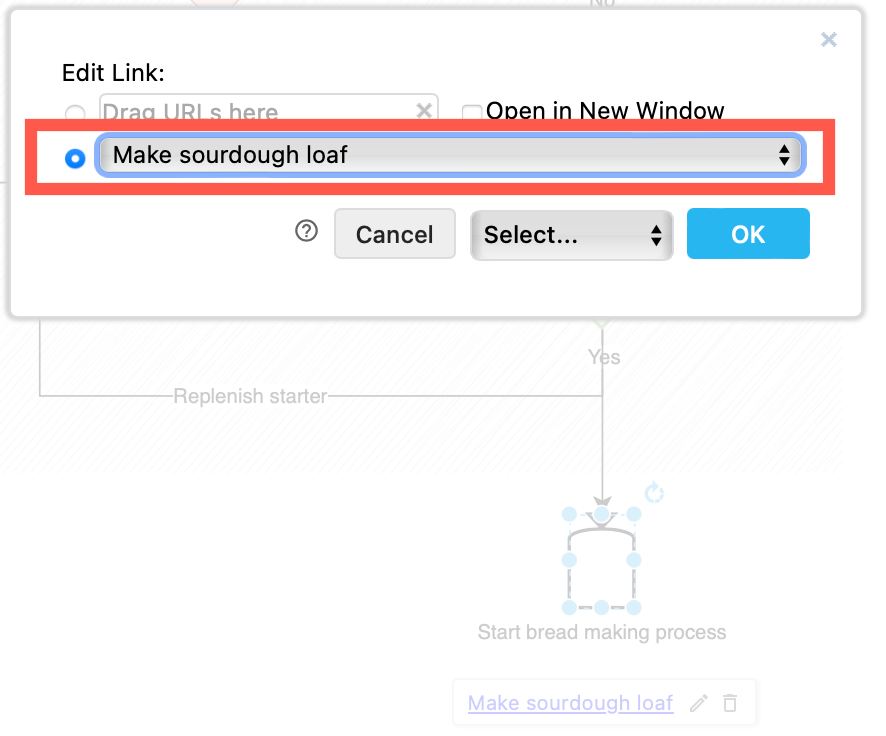 No
×
Edit Link:
Drag URLs here × Open in New Window
Make sourdough loaf
? Cancel Select... OK
Yes
Replenish starter
Start bread making process
Make sourdough loaf